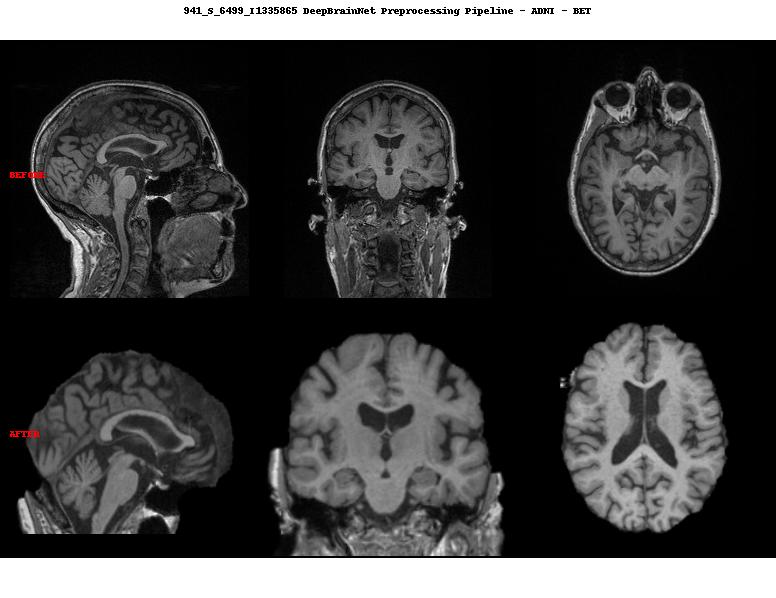 941_S_6499_I1335865 DeepBrainNet Preprocessing Pipeline - ADNI - BET
BEFORE
AFTER